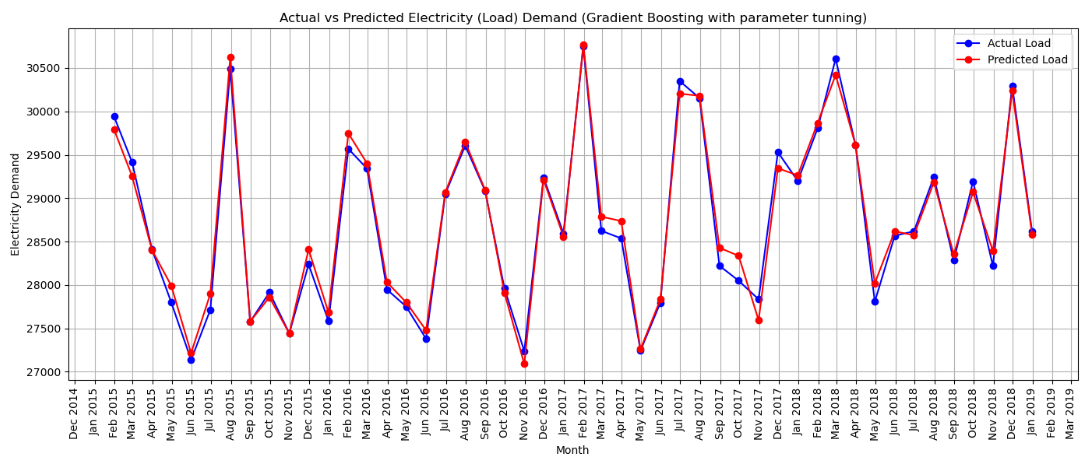 Actual vs Predicted Electricity (Load) Demand (Gradient Boosting with parameter tunning)
Actual Load
Predicted Load
Electricity Demand
30500
30000
29500
29000
28500
28000
27500
27000
Dec 2014
Jan 2015
Feb 2015
Mar 2015
Apr 2015
May 2015
Jun 2015
Jul 2015
Aug 2015
Sep 2015
Oct 2015
Nov 2015
Dec 2015
Jan 2016
Feb 2016
Mar 2016
Apr 2016
May 2016
Jun 2016
Jul 2016
Aug 2016
Sep 2016
Oct 2016
Nov 2016
Dec 2016
Jan 2017
Feb 2017
Mar 2017
Apr 2017
May 2017
Jun 2017
Jul 2017
Aug 2017
Sep 2017
Oct 2017
Nov 2017
Dec 2017
Jan 2018
Feb 2018
Mar 2018
Apr 2018
May 2018
Jun 2018
Jul 2018
Aug 2018
Sep 2018
Oct 2018
Nov 2018
Dec 2018
Jan 2019
Feb 2019
Mar 2019
Month